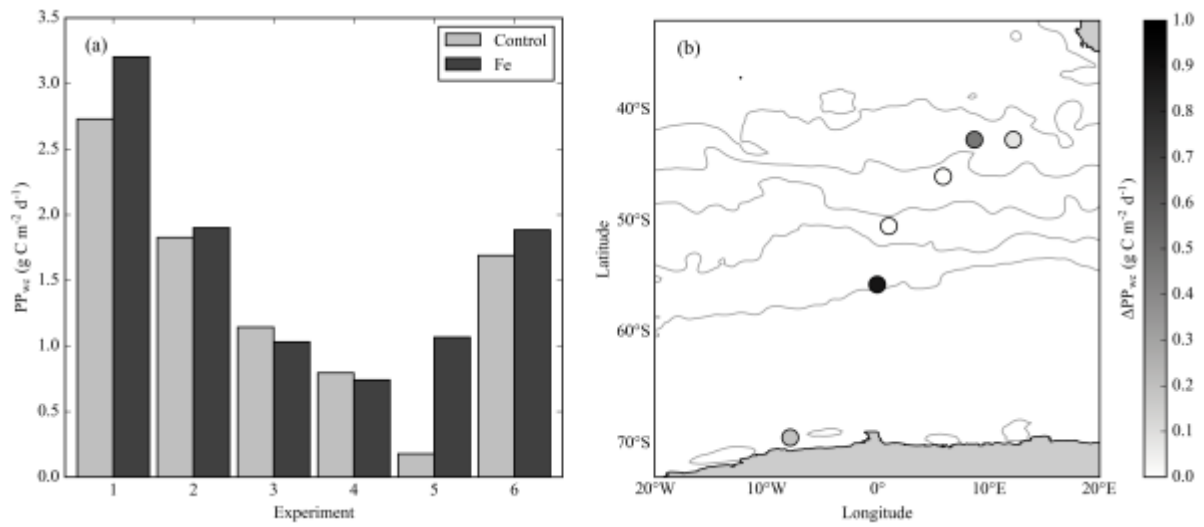 (a)
Control
Fe
3.5
3.0
2.5
2.0
1.5
1.0
0.5
0.0
PPwc (g C m-2 d-1)
1 2 3 4 5 6
Experiment
(b)
40°S
50°S
60°S
70°S
Latitude
20°W 10°W 0° 10°E 20°E
Longitude
1.0
0.9
0.8
0.7
0.6
0.5
0.4
0.3
0.2
0.1
0.0
ΔPPwc (g C m-2 d-1)